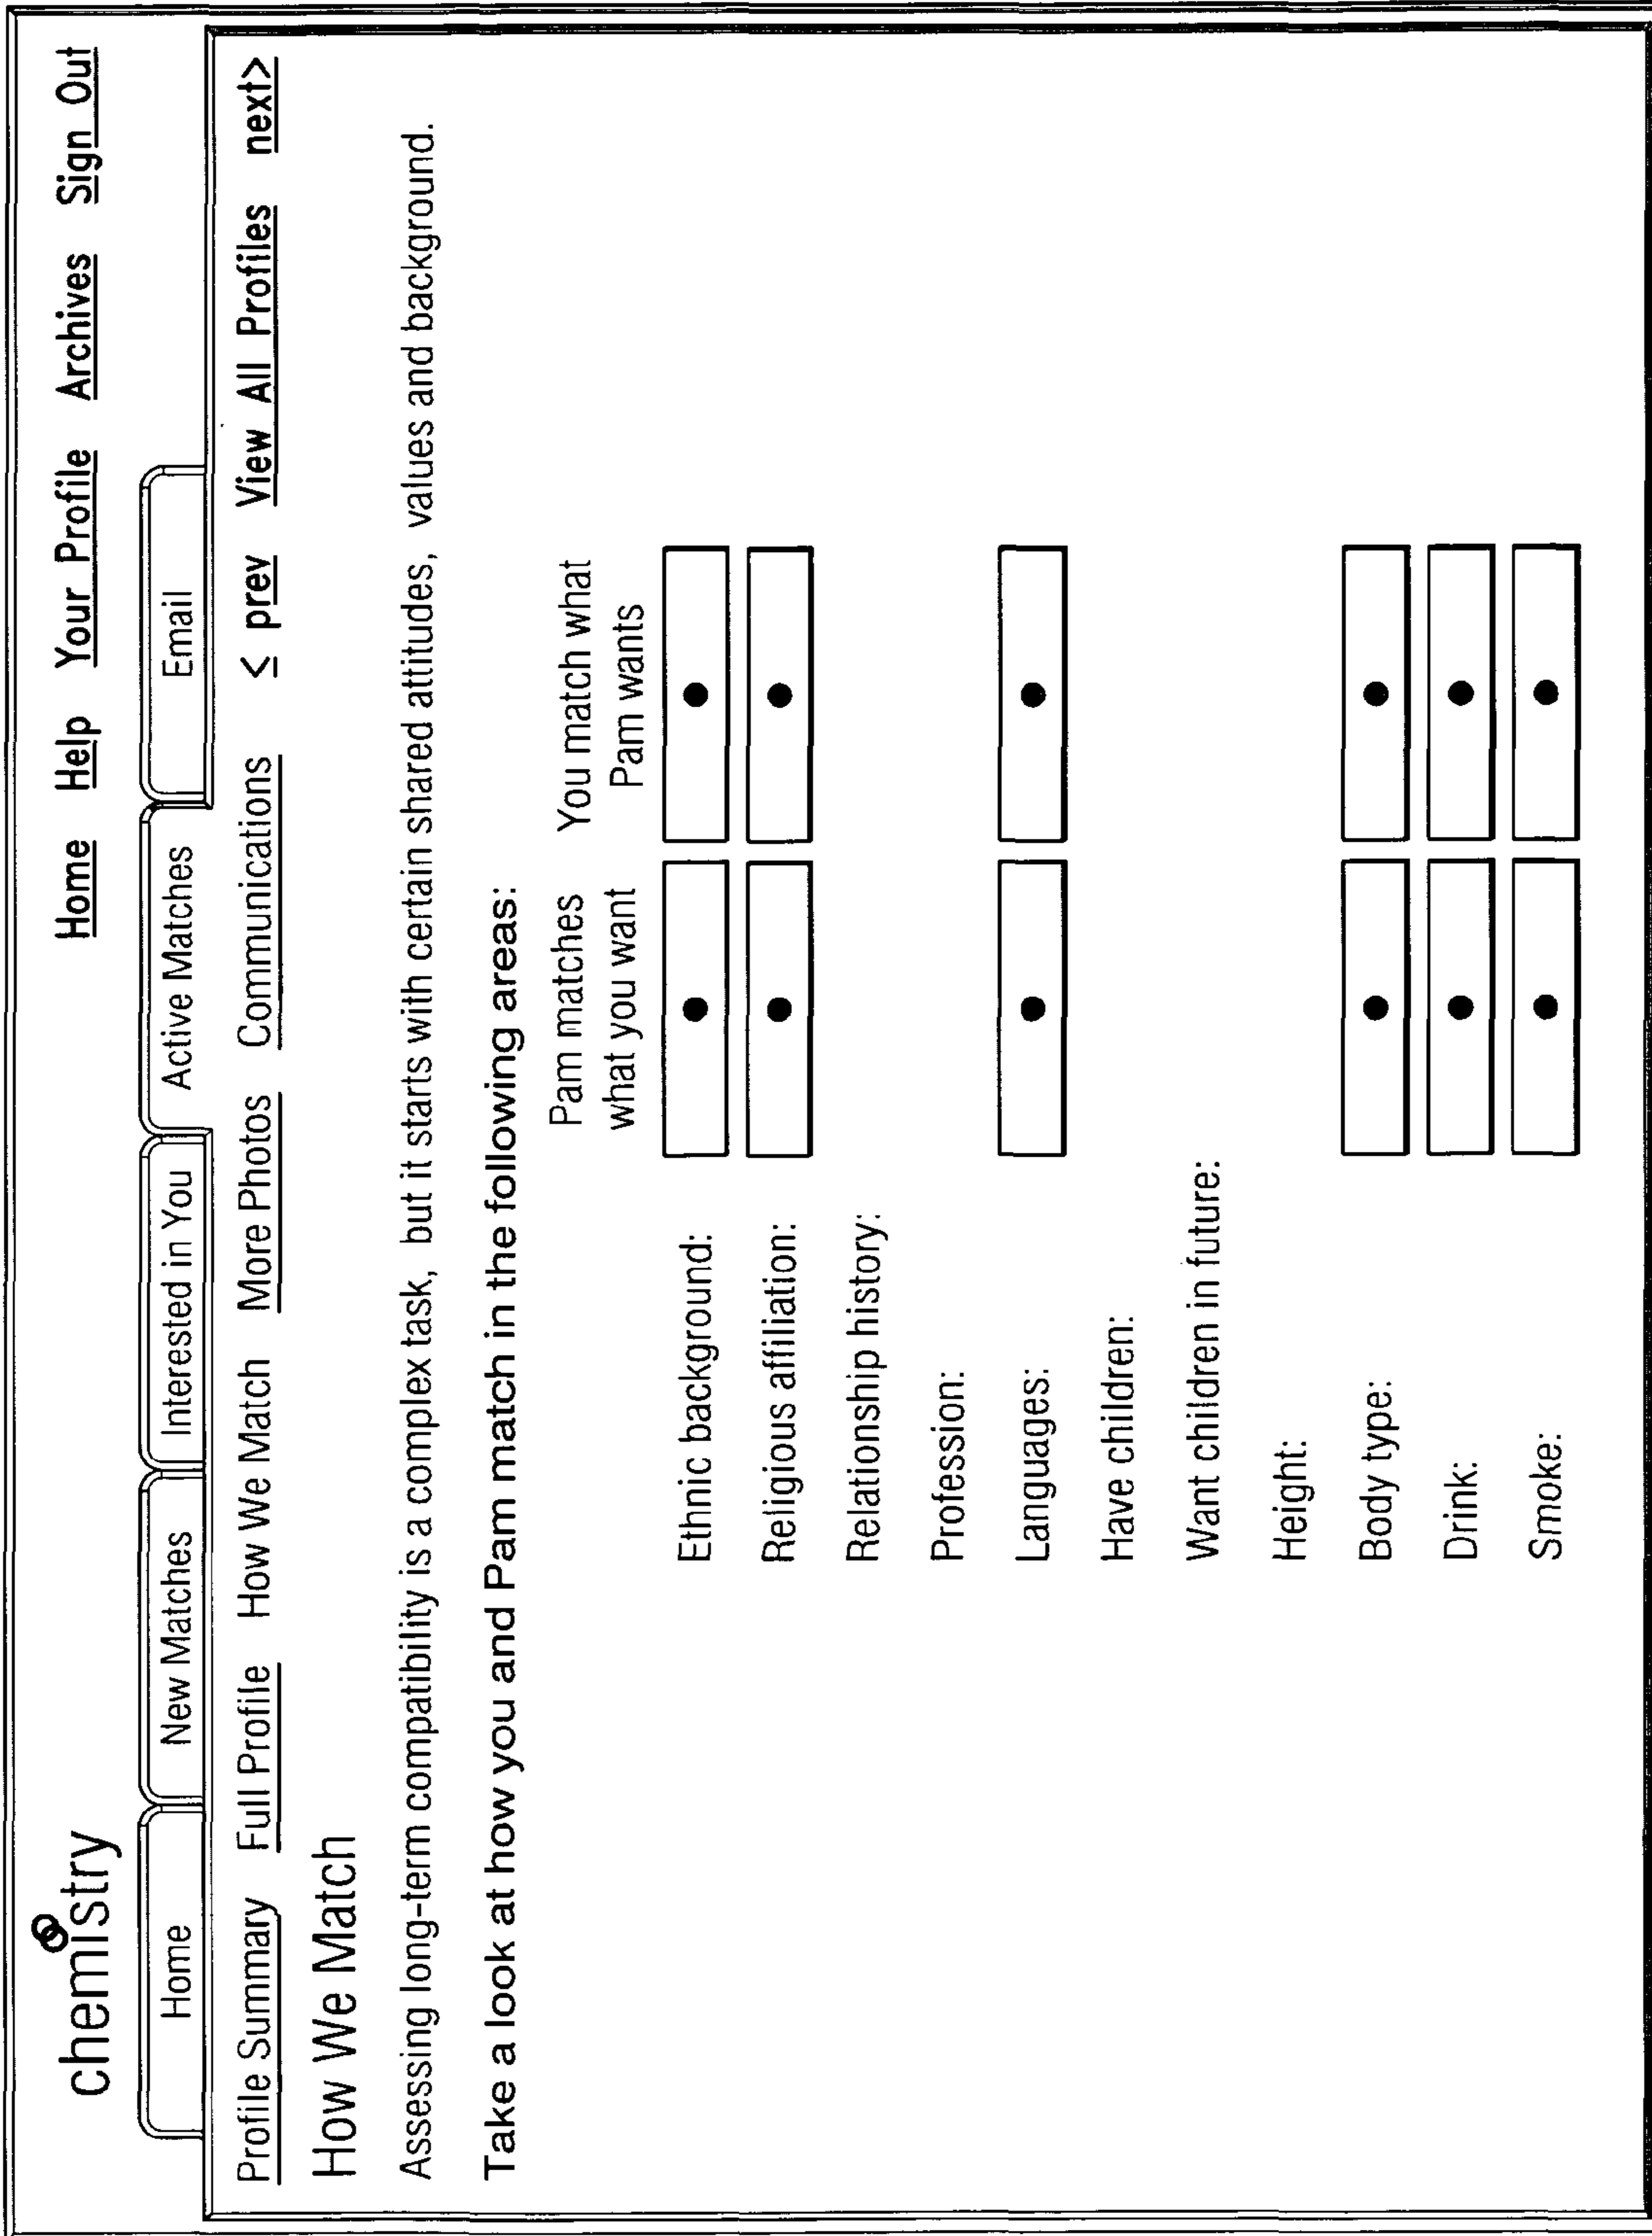 chemistry
Home Help Your Profile Archives Sign Out
Home New Matches Interested in You Active Matches Email
Profile Summary Full Profile How We Match More Photos Communications < prev View All Profiles next>
How We Match
Assessing long-term compatibility is a complex task, but it starts with certain shared attitudes, values and background.
Take a look at how you and Pam match in the following areas:
Pam matches You match what
what you want Pam wants
Ethnic background:
Religious affiliation:
Relationship history:
Profession:
Languages:
Have children:
Want children in future:
Height:
Body type:
Drink:
Smoke: